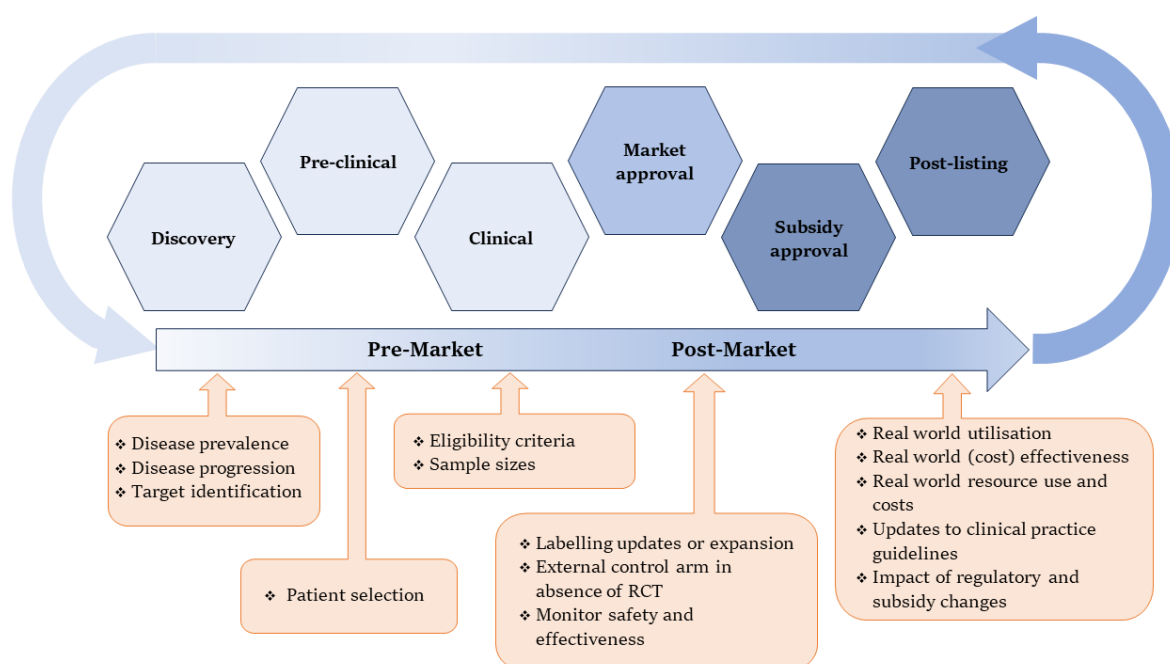 Discovery
Pre-clinical
Clinical
Market
approval
Subsidy
approval
Post-listing
Pre-Market
Post-Market
❖ Disease prevalence
❖ Disease progression
❖ Target identification
❖ Patient selection
❖ Eligibility criteria
❖ Sample sizes
❖ Labelling updates or expansion
❖ External control arm in
absence of RCT
❖ Monitor safety and
effectiveness
❖ Real world utilisation
❖ Real world (cost) effectiveness
❖ Real world resource use and
costs
❖ Updates to clinical practice
guidelines
❖ Impact of regulatory and
subsidy changes